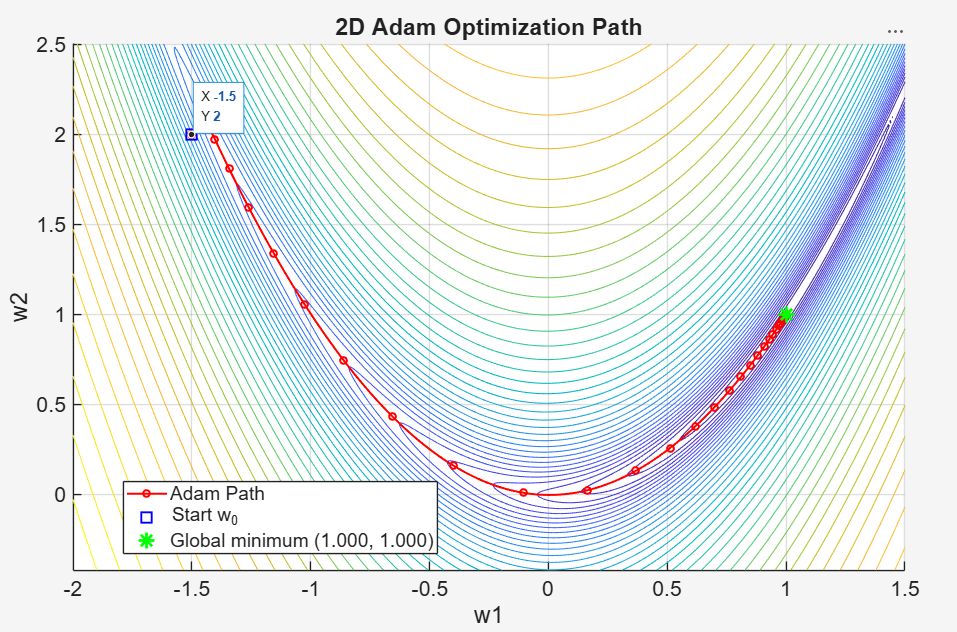 2D Adam Optimization Path
...
2.5
X -1.5
Y 2
2
1.5
1
0.5
0
w2
Adam Path
Start w₀
Global minimum (1.000, 1.000)
-2 -1.5 -1 -0.5 0 0.5 1 1.5
w1